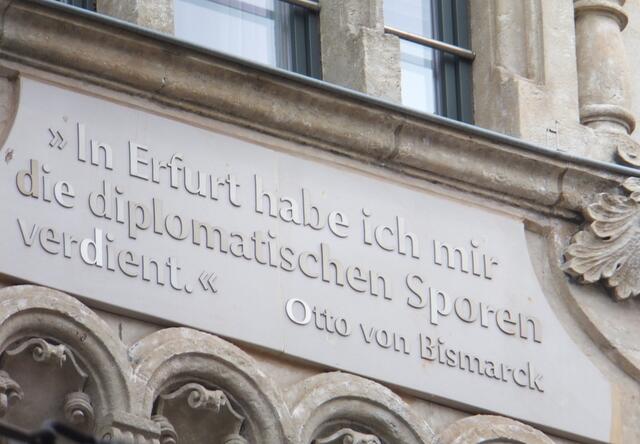 »In Erfurt habe ich mir
die diplomatischen Sporen
verdient.«
Otto von Bismarck